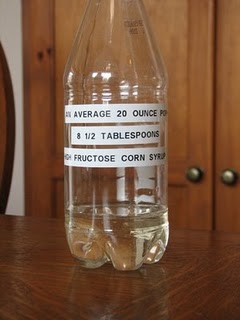 AN AVERAGE 20 OUNCE
8 1/2 TABLESPOONS
FRUCTOSE CORN SYRUP